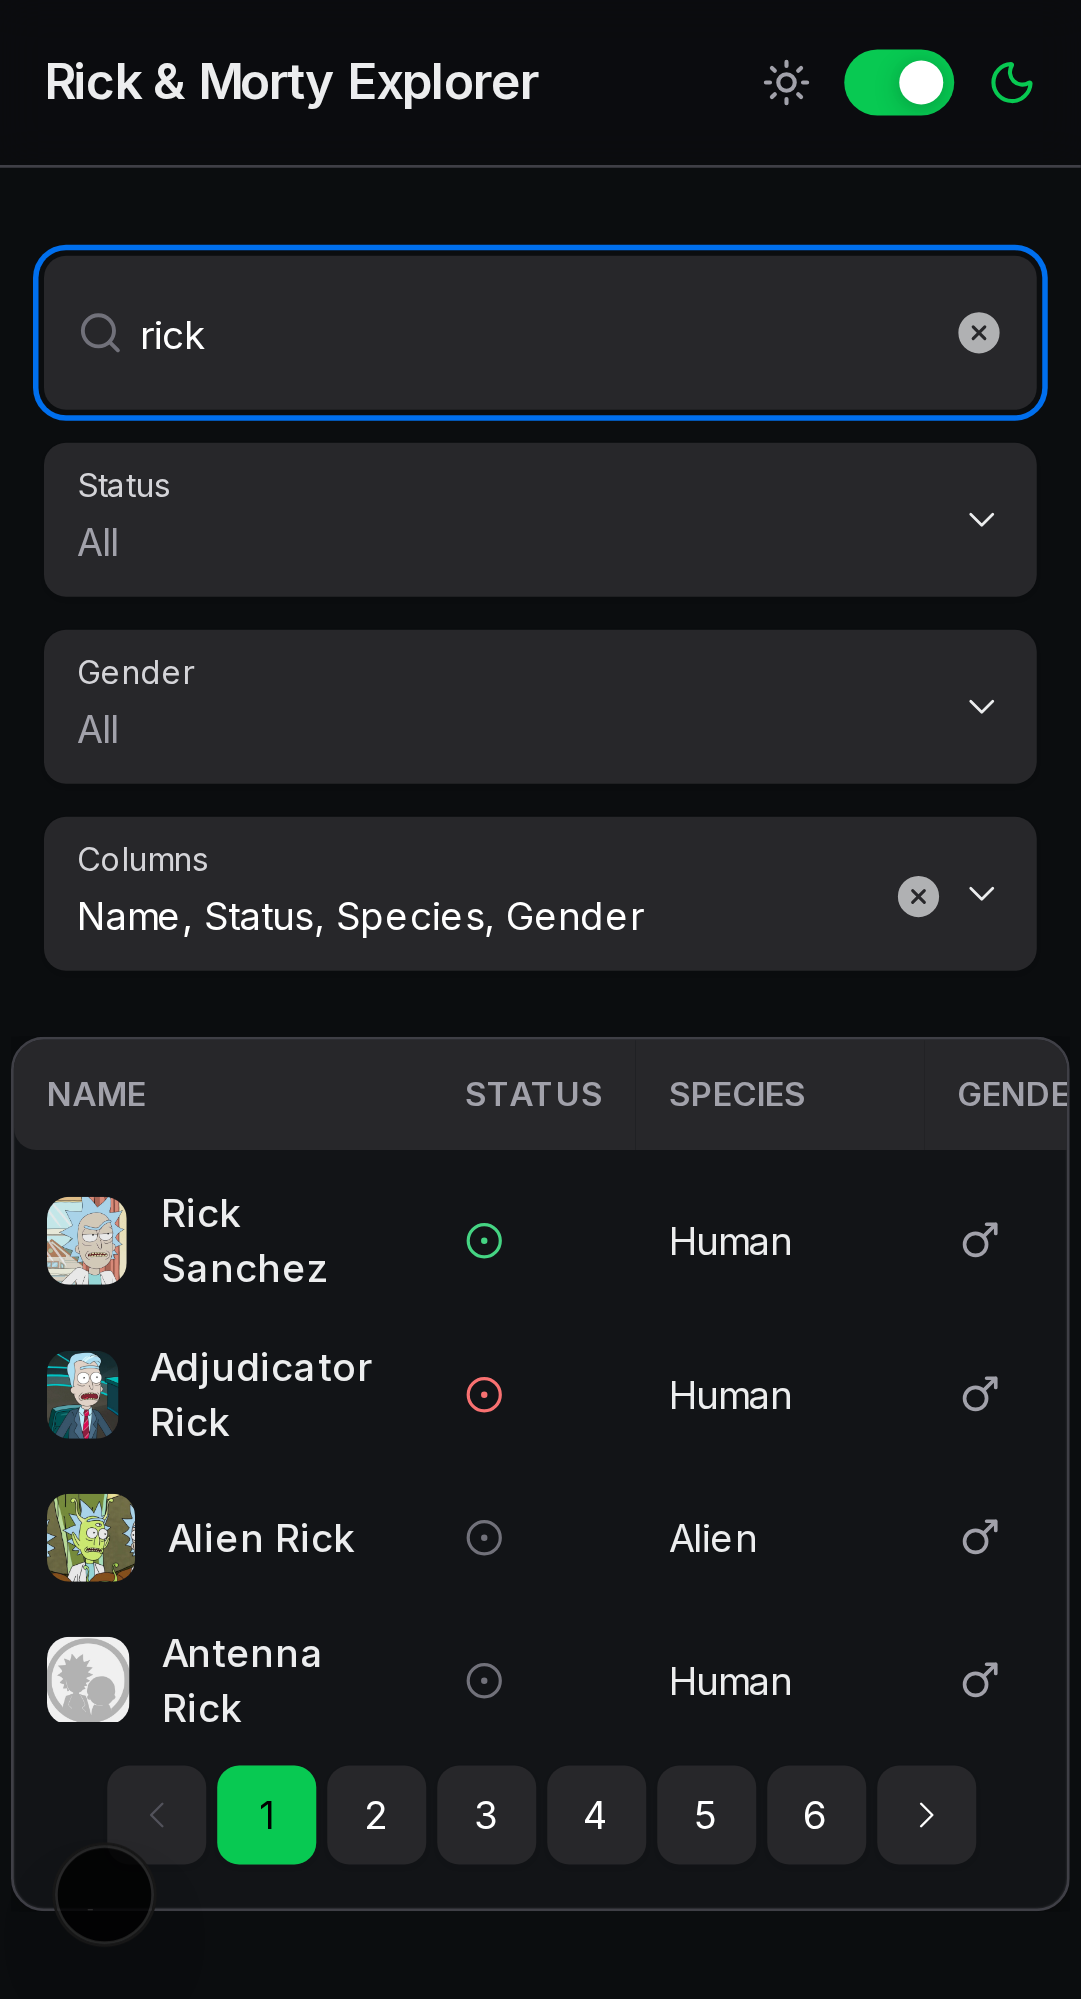 Rick & Morty Explorer
rick
Status
All
Gender
All
Columns
Name, Status, Species, Gender
NAME STATUS SPECIES GENDE
Rick
Sanchez
Human
Adjudicator
Rick
Human
Alien Rick
Alien
Antenna
Rick
Human
1 2 3 4 5 6